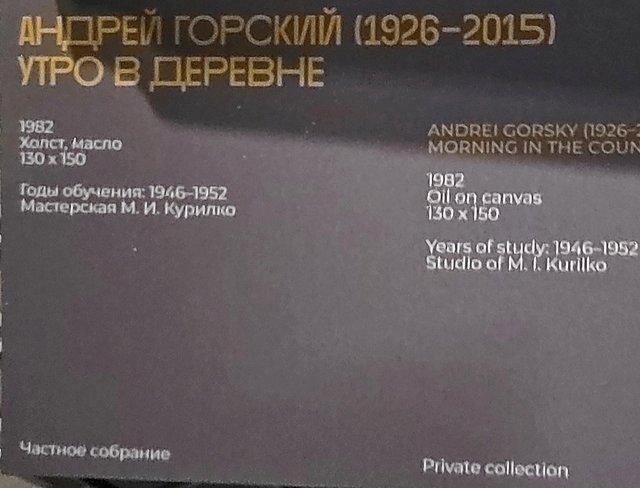 АНДРЕЙ ГОРСКИЙ (1926–2015)
УТРО В ДЕРЕВНЕ
1982
Холст, масло
130 x 150
Годы обучения: 1946–1952
Мастерская М. И. Курилко
Частное собрание
ANDREI GORSKY (1926–
MORNING IN THE
1982
Oil on canvas
130 x 150
Years of study: 1946–1952
Studio of M. I. Kurilko
Private collection